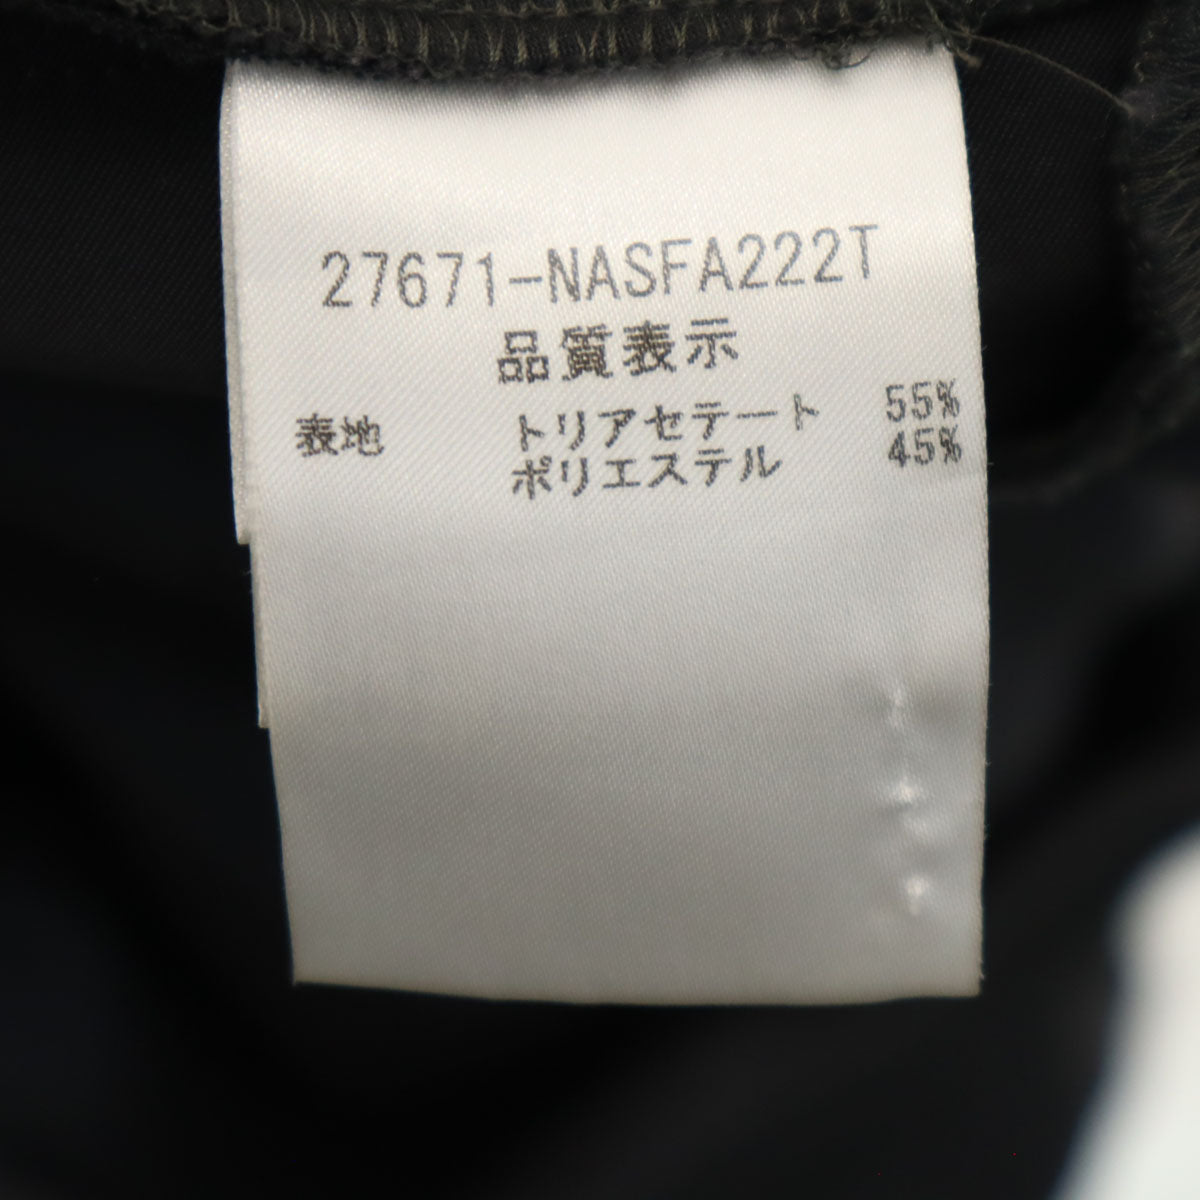 27671-NASFA222T
品質表示
表地 トリアセテート 55%
ポリエステル 45%